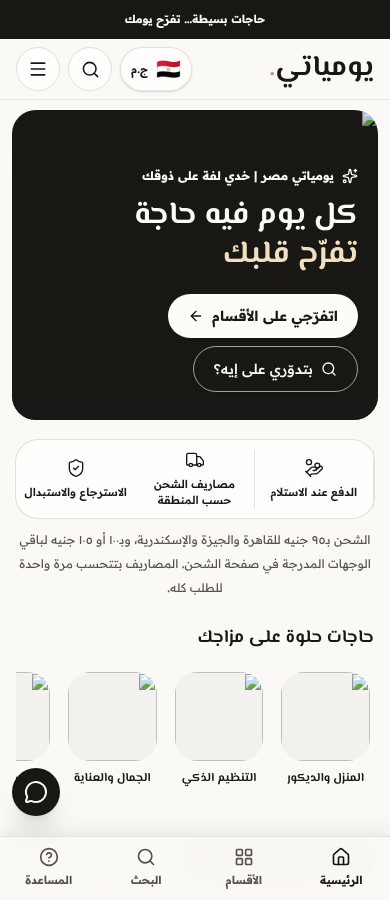 حاجات بسيطة... تفرّح يومك
يومياتي.
ج.م
يومياتي مصر | خدي لفة على ذوقك
كل يوم فيه حاجة
تفرّح قلبك
اتفرّجي على الأقسام
بتدوّري على إيه؟
الدفع عند الاستلام
مصاريف الشحن
حسب المنطقة
الاسترجاع والاستبدال
الشحن بـ٩٥ جنيه للقاهرة والجيزة والإسكندرية، وبـ١٠٠ أو ١٠٥ جنيه لباقي
الوجهات المدرجة في صفحة الشحن. المصاريف بتتحسب مرة واحدة
للطلب كله.
حاجات حلوة على مزاجك
المنزل والديكور
التنظيم الذكي
الجمال والعناية
الرئيسية
الأقسام
البحث
المساعدة